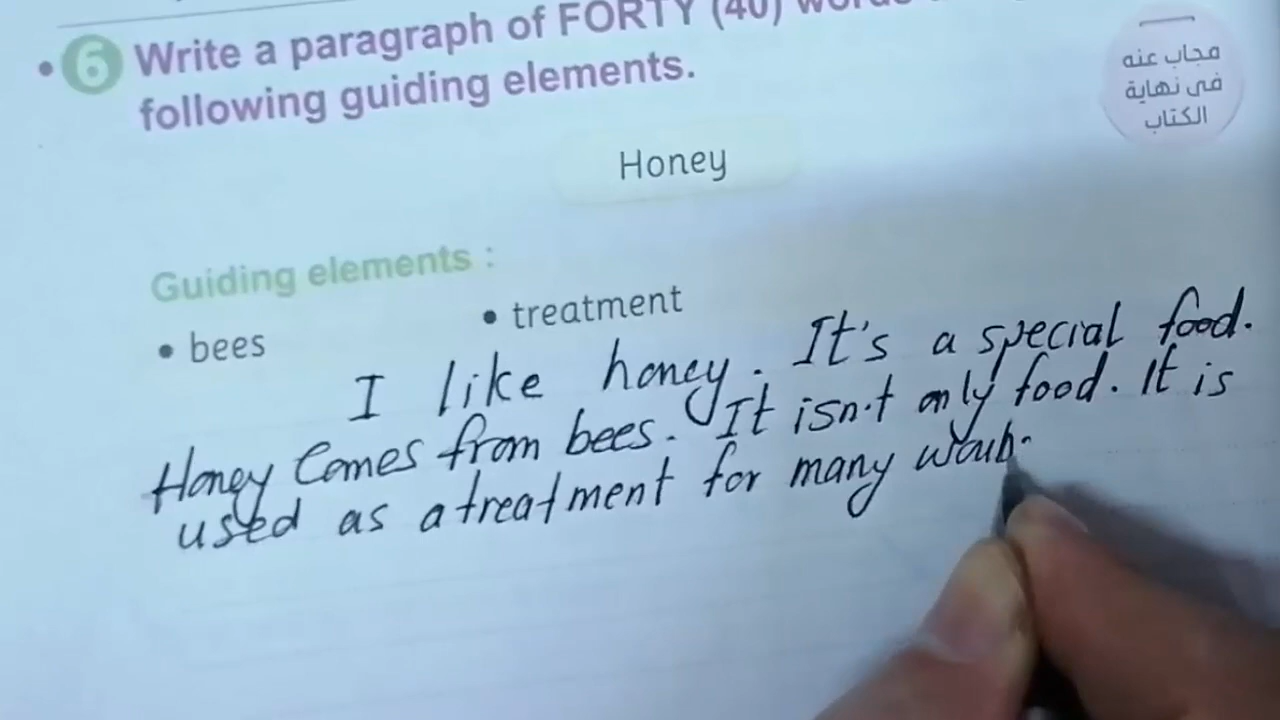 6 Write a paragraph of FORTY (40) words
following guiding elements.
مجاب عنه
فى نهاية
الكتاب
Honey
Guiding elements :
• bees
• treatment
I like honey. It's a special food.
Honey comes from bees. It isn't only food. It is
used as a treatment for many